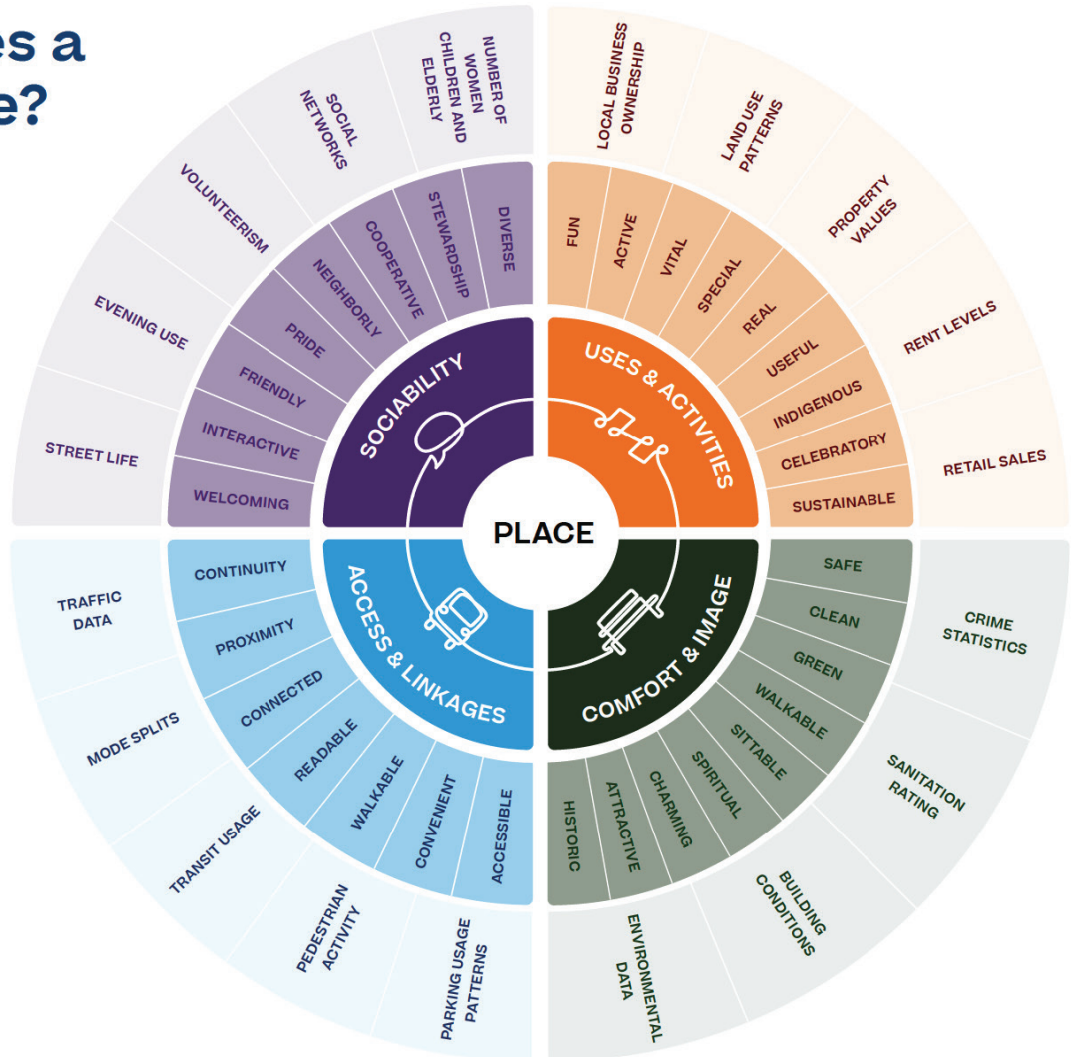 es a
e?
PLACE
SOCIABILITY
USES & ACTIVITIES
COMFORT & IMAGE
ACCESS & LINKAGES
WELCOMING
INTERACTIVE
FRIENDLY
PRIDE
NEIGHBORLY
COOPERATIVE
STEWARDSHIP
DIVERSE
FUN
ACTIVE
VITAL
SPECIAL
REAL
USEFUL
INDIGENOUS
CELEBRATORY
SUSTAINABLE
SAFE
CLEAN
GREEN
WALKABLE
SITTABLE
SPIRITUAL
CHARMING
ATTRACTIVE
HISTORIC
ACCESSIBLE
CONVENIENT
WALKABLE
READABLE
CONNECTED
PROXIMITY
CONTINUITY
STREET LIFE
EVENING USE
VOLUNTEERISM
SOCIAL
NETWORKS
NUMBER OF
WOMEN
CHILDREN AND
ELDERLY
LOCAL BUSINESS
OWNERSHIP
LAND USE
PATTERNS
PROPERTY
VALUES
RENT LEVELS
RETAIL SALES
CRIME
STATISTICS
SANITATION
RATING
BUILDING
CONDITIONS
ENVIRONMENTAL
DATA
PARKING USAGE
PATTERNS
PEDESTRIAN
ACTIVITY
TRANSIT USAGE
MODE SPLITS
TRAFFIC
DATA